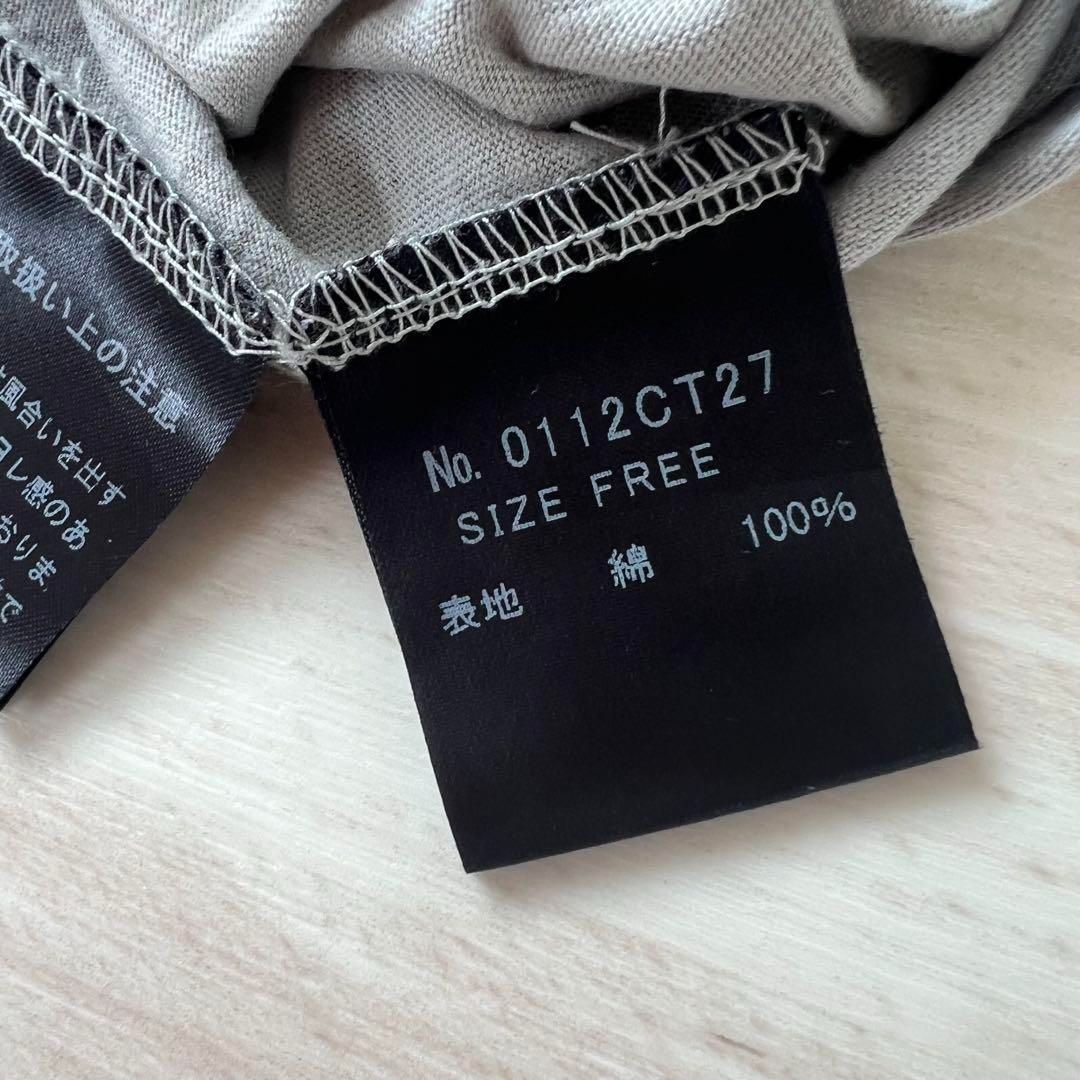 取扱い上の注意
風合いを出す
ヨレ感のあ
おりま
で
No. 0112CT27
SIZE FREE
表地 綿 100%